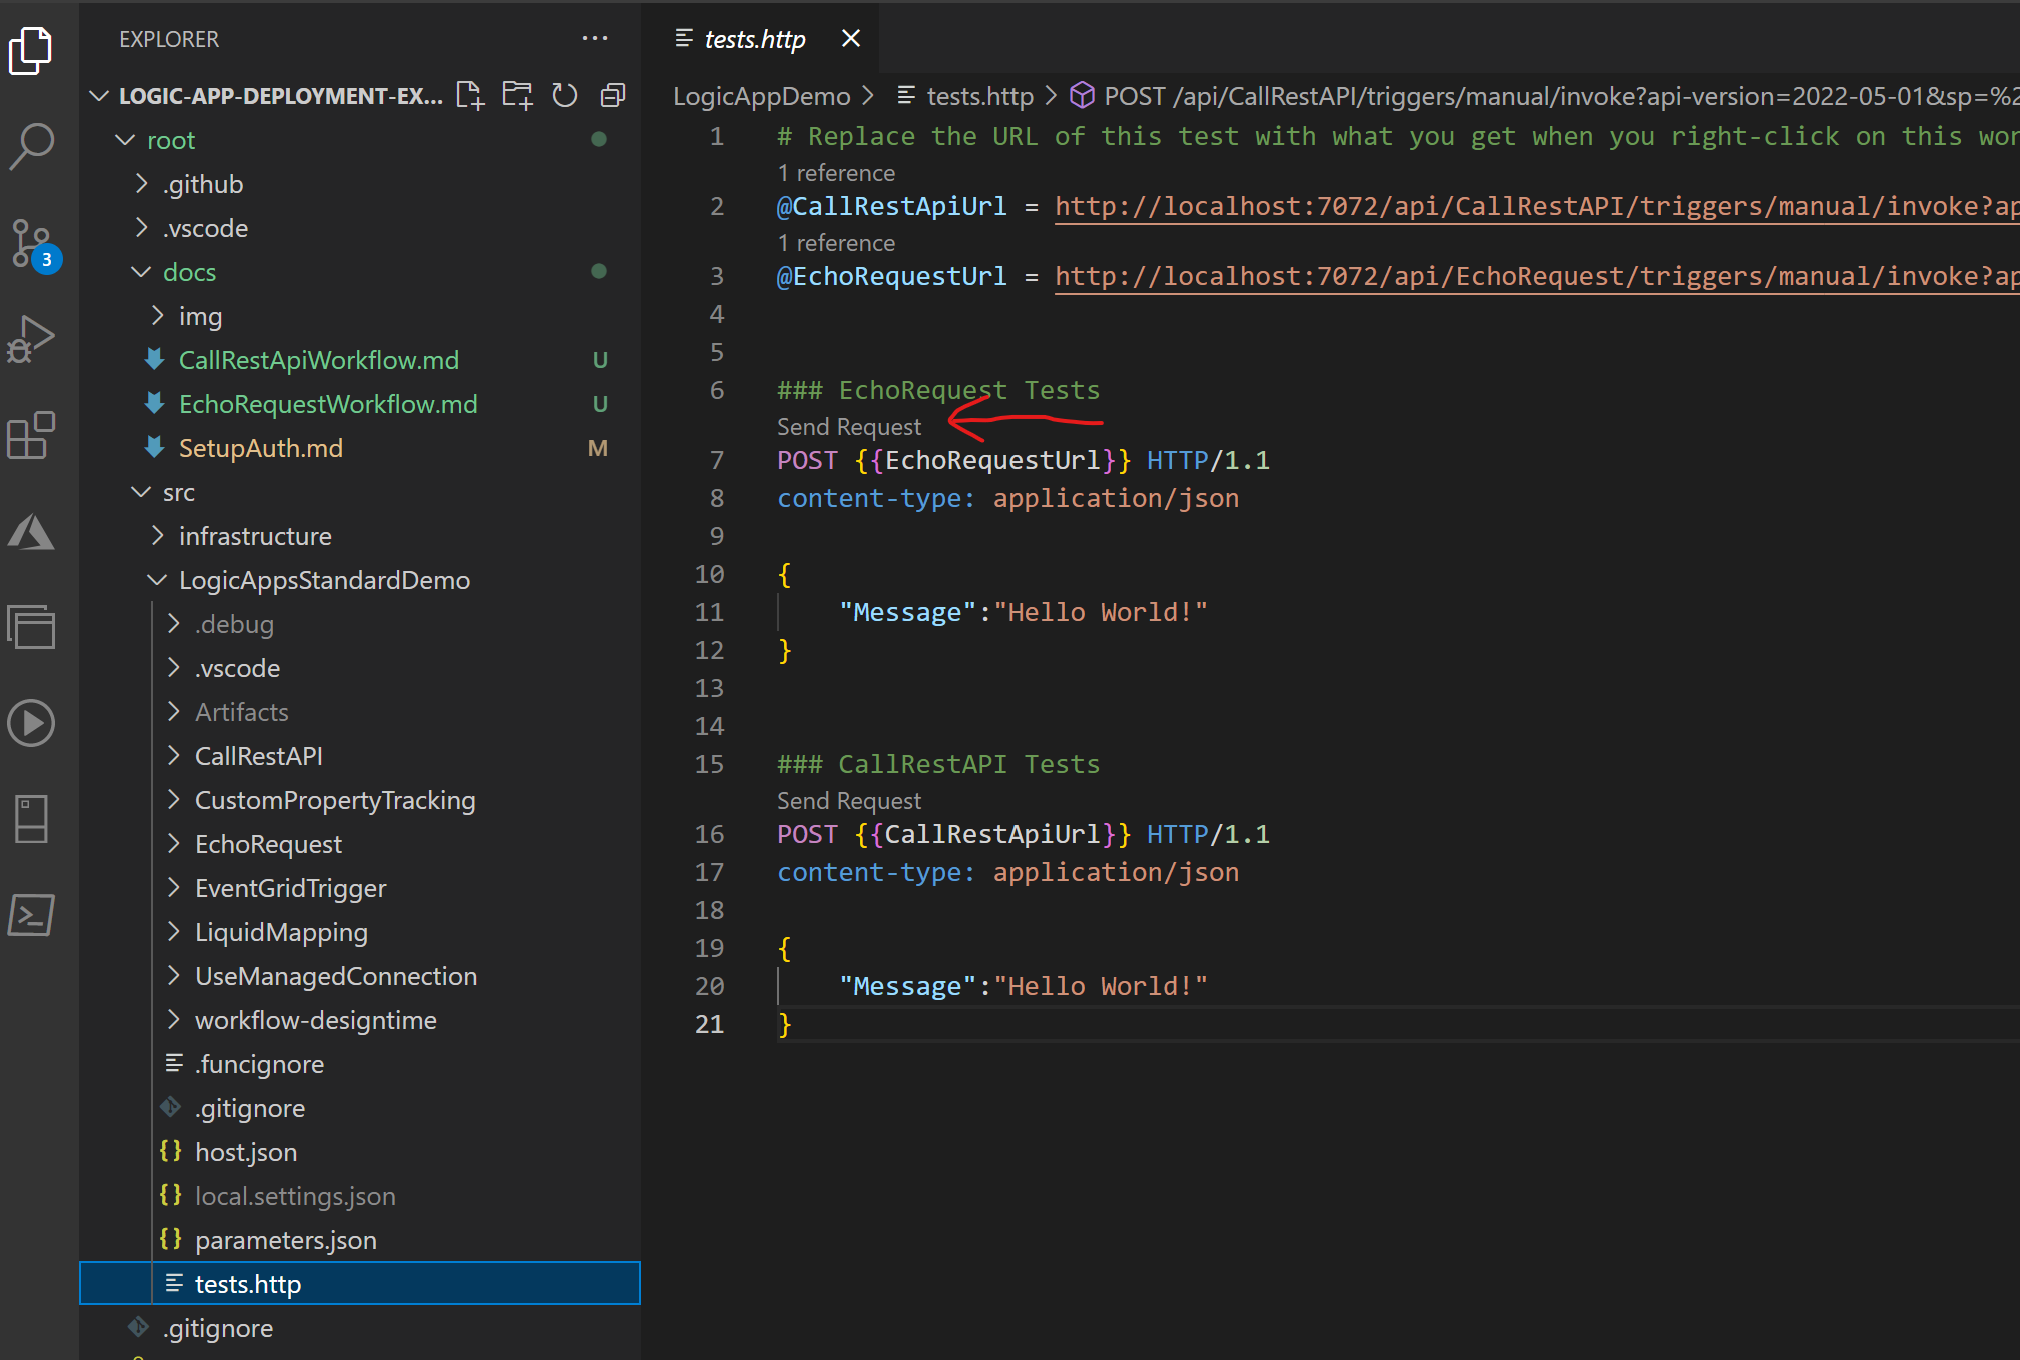 EXPLORER
LOGIC-APP-DEPLOYMENT-EX...
root
.github
.vscode
docs
img
CallRestApiWorkflow.md U
EchoRequestWorkflow.md U
SetupAuth.md M
src
infrastructure
LogicAppsStandardDemo
.debug
.vscode
Artifacts
CallRestAPI
CustomPropertyTracking
EchoRequest
EventGridTrigger
LiquidMapping
UseManagedConnection
workflow-designtime
.funcignore
.gitignore
{} host.json
{} local.settings.json
{} parameters.json
tests.http
.gitignore
3
tests.http
LogicAppDemo > tests.http > POST /api/CallRestAPI/triggers/manual/invoke?api-version=2022-05-01&sp=%2
1 # Replace the URL of this test with what you get when you right-click on this wor
1 reference
2 @CallRestApiUrl = http://localhost:7072/api/CallRestAPI/triggers/manual/invoke?ap
1 reference
3 @EchoRequestUrl = http://localhost:7072/api/EchoRequest/triggers/manual/invoke?ap
4
5
6 ### EchoRequest Tests
Send Request
7 POST {{EchoRequestUrl}} HTTP/1.1
8 content-type: application/json
9
10 {
11 "Message":"Hello World!"
12 }
13
14
15 ### CallRestAPI Tests
Send Request
16 POST {{CallRestApiUrl}} HTTP/1.1
17 content-type: application/json
18
19 {
20 "Message":"Hello World!"
21 }